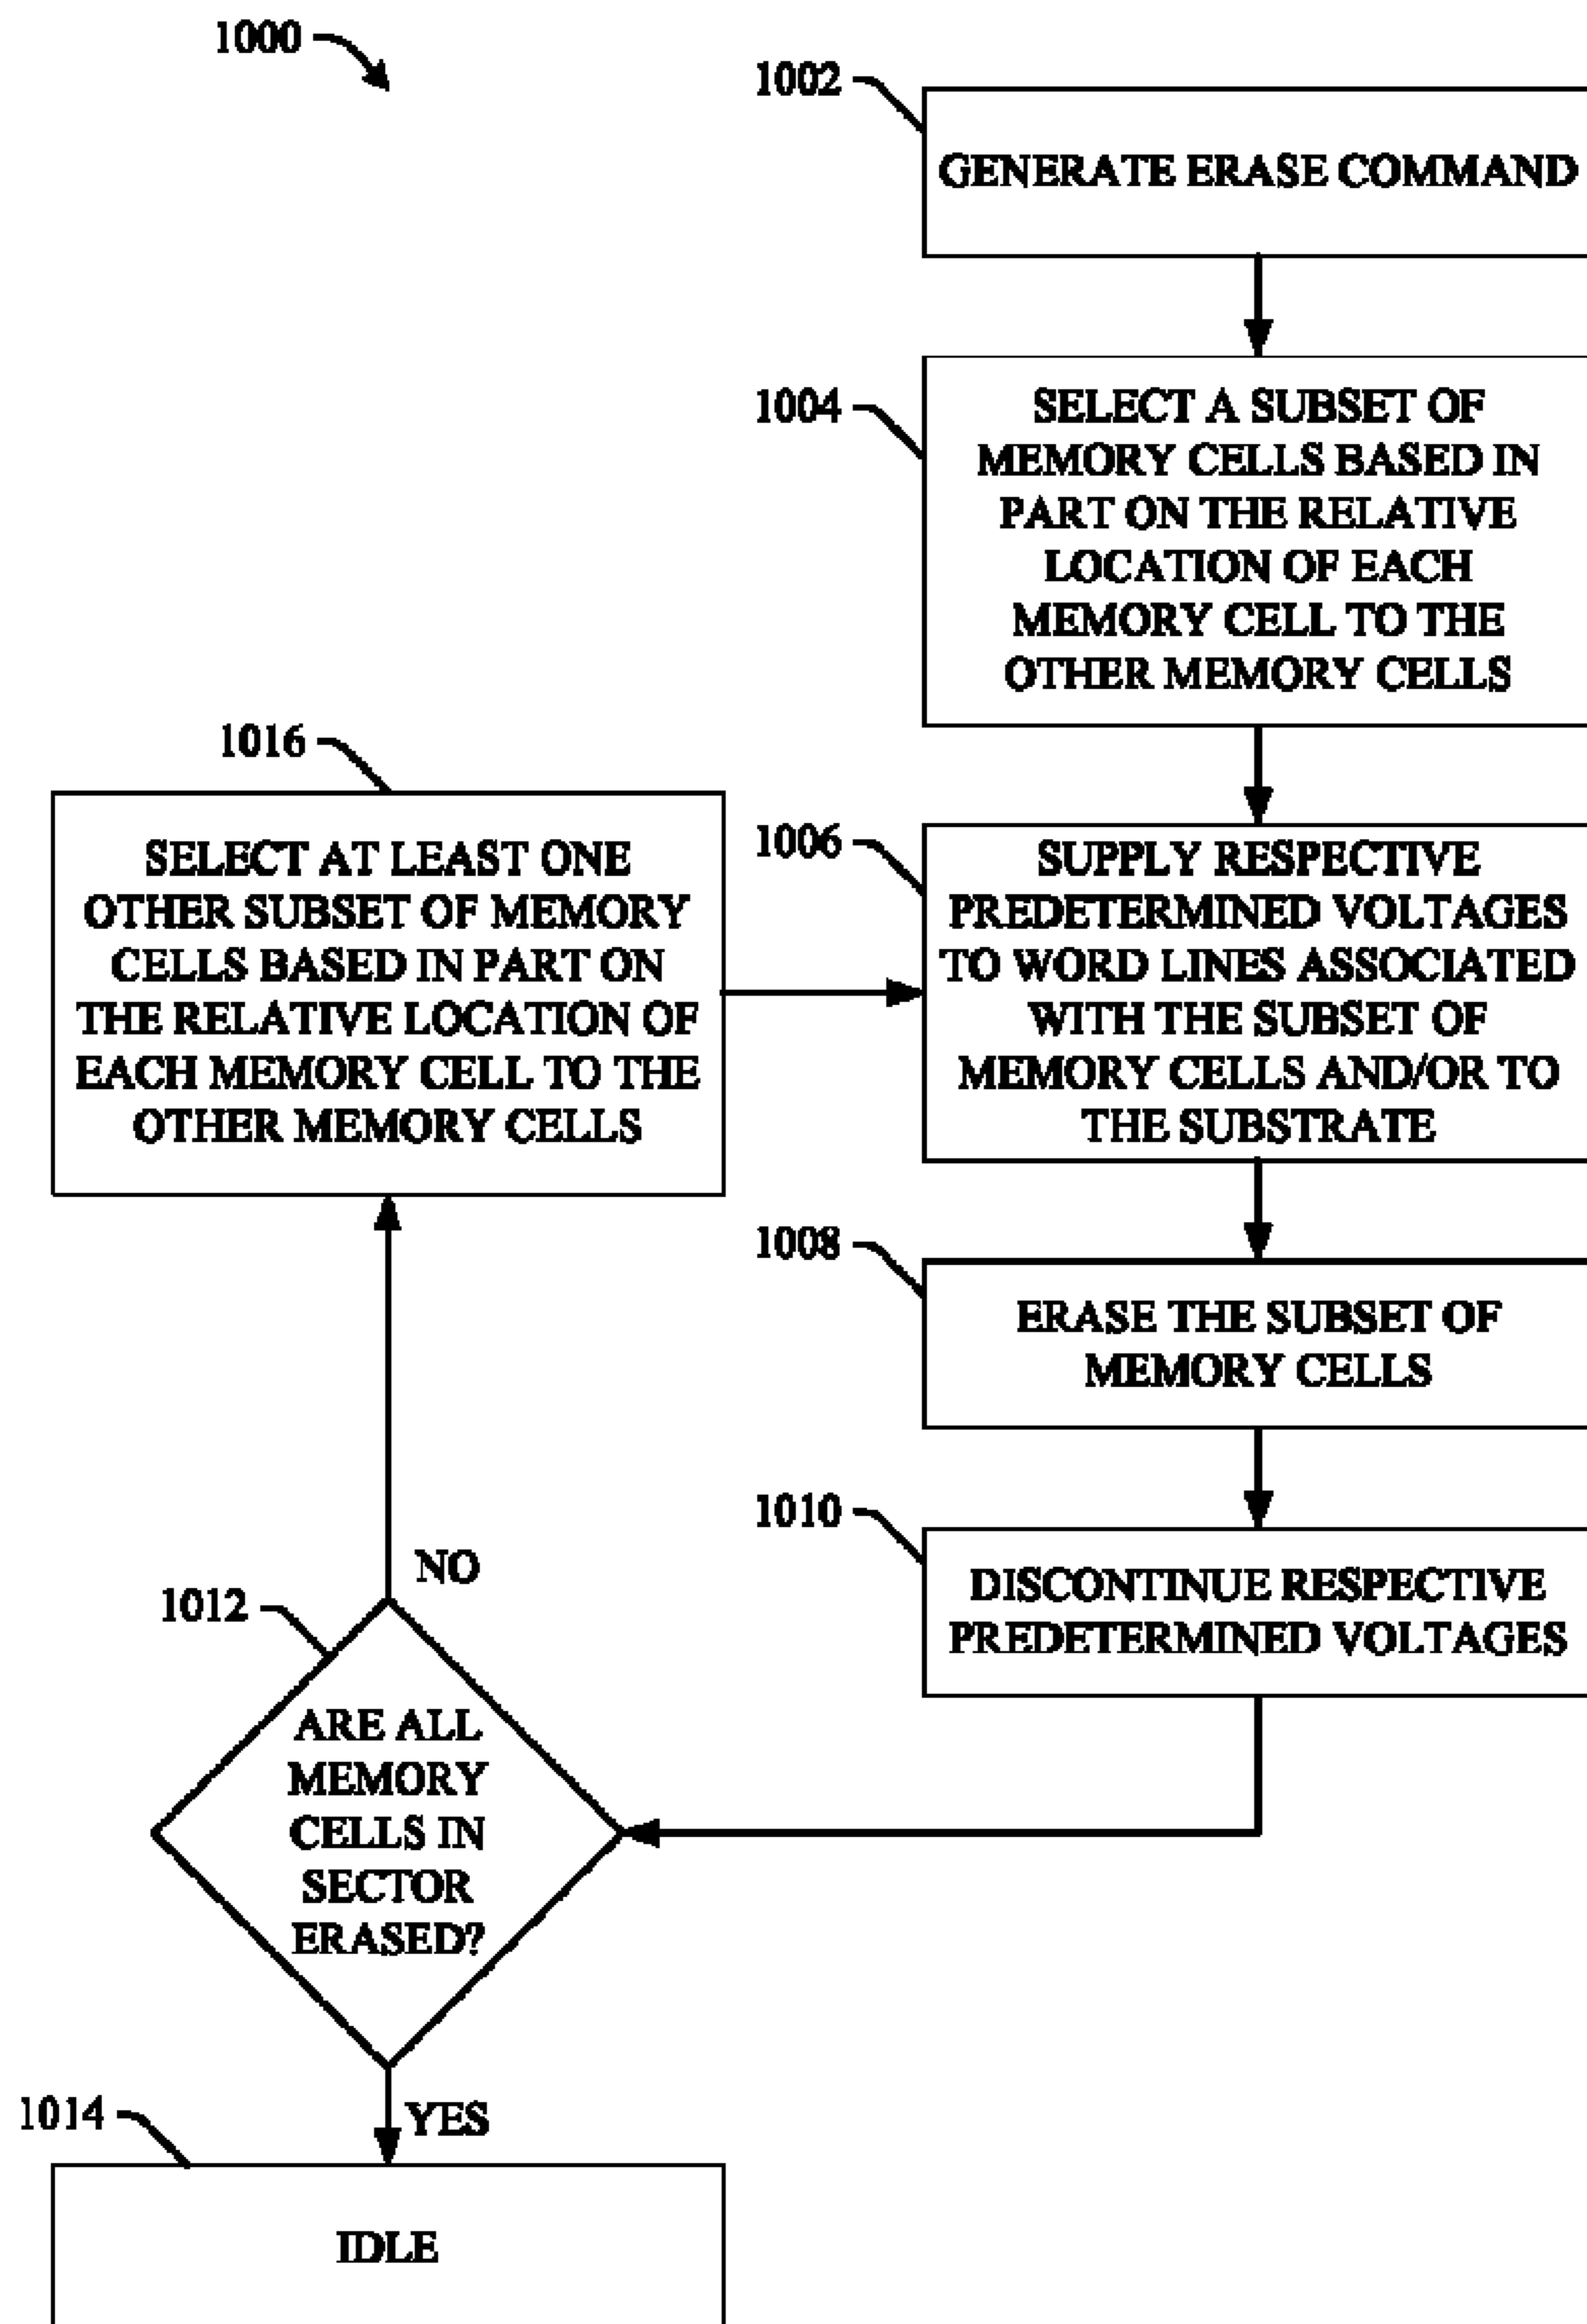 1000
1002
GENERATE ERASE COMMAND
1004
SELECT A SUBSET OF
MEMORY CELLS BASED IN
PART ON THE RELATIVE
LOCATION OF EACH
MEMORY CELL TO THE
OTHER MEMORY CELLS
1016
SELECT AT LEAST ONE
OTHER SUBSET OF MEMORY
CELLS BASED IN PART ON
THE RELATIVE LOCATION OF
EACH MEMORY CELL TO THE
OTHER MEMORY CELLS
1006
SUPPLY RESPECTIVE
PREDETERMINED VOLTAGES
TO WORD LINES ASSOCIATED
WITH THE SUBSET OF
MEMORY CELLS AND/OR TO
THE SUBSTRATE
1008
ERASE THE SUBSET OF
MEMORY CELLS
1010
DISCONTINUE RESPECTIVE
PREDETERMINED VOLTAGES
NO
1012
ARE ALL
MEMORY
CELLS IN
SECTOR
ERASED?
YES
1014
IDLE